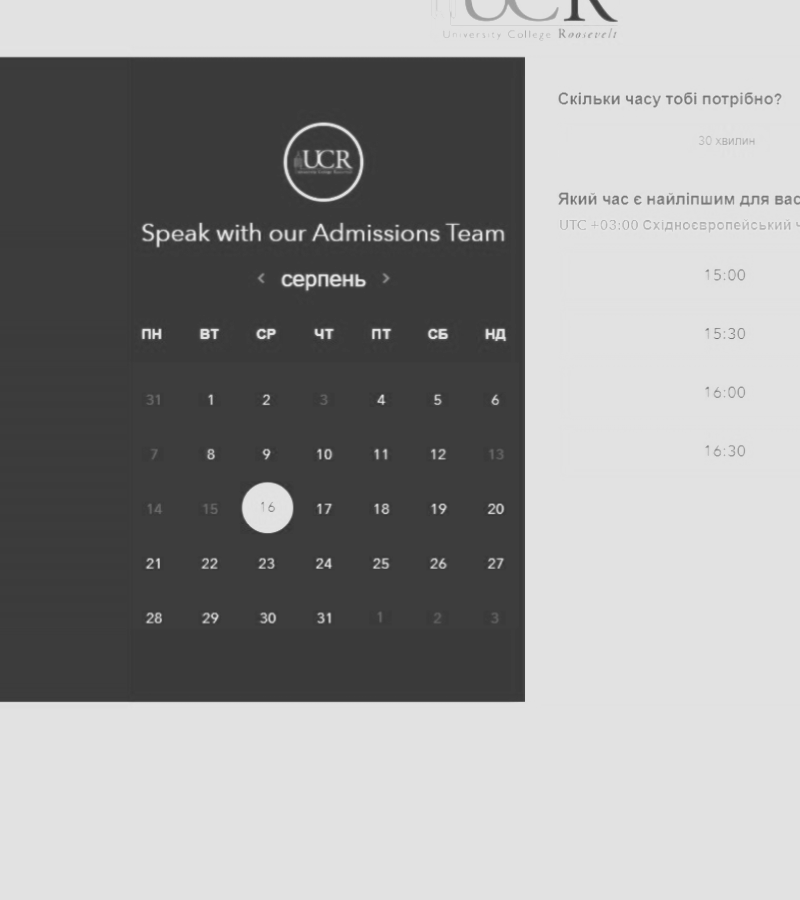 UCR
University College Roosevelt
UCR
Speak with our Admissions Team
< серпень >
ПН ВТ СР ЧТ ПТ СБ НД
31 1 2 3 4 5 6
7 8 9 10 11 12 13
14 15 16 17 18 19 20
21 22 23 24 25 26 27
28 29 30 31 1 2 3
Скільки часу тобі потрібно?
30 хвилин
Який час є найліпшим для вас
UTC +03:00 Східноєвропейський ч
15:00
15:30
16:00
16:30